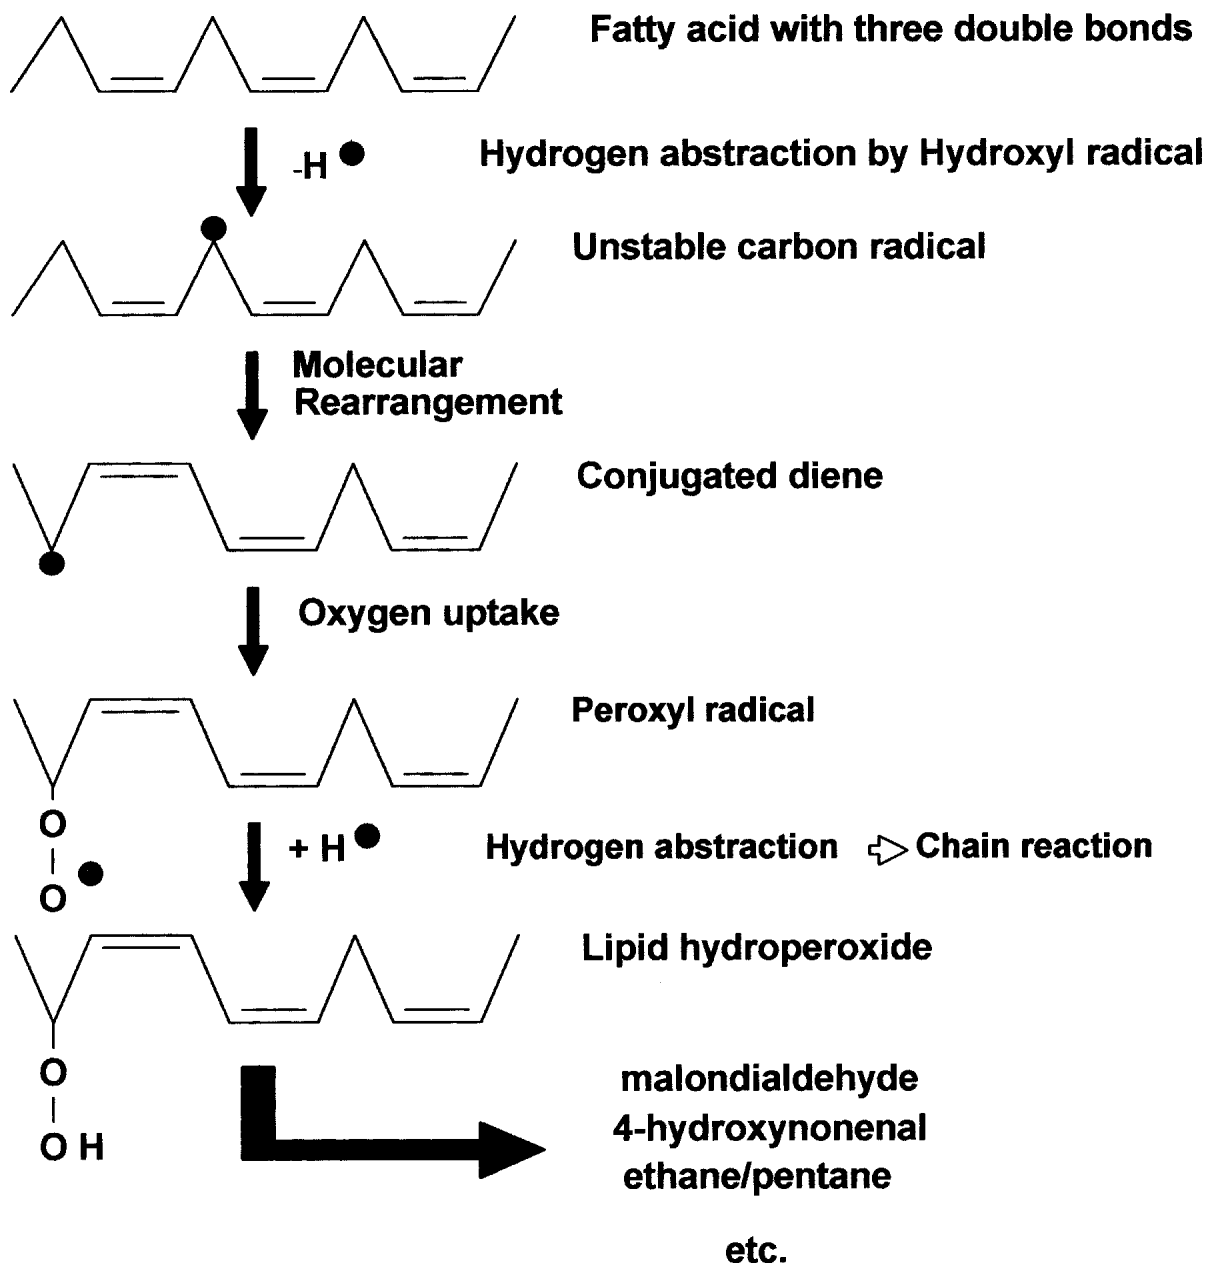 Fatty acid with three double bonds
-H
Hydrogen abstraction by Hydroxyl radical
Unstable carbon radical
Molecular
Rearrangement
Conjugated diene
Oxygen uptake
Peroxyl radical
O
O
+ H
Hydrogen abstraction
Chain reaction
Lipid hydroperoxide
O
O H
malondialdehyde
4-hydroxynonenal
ethane/pentane
etc.